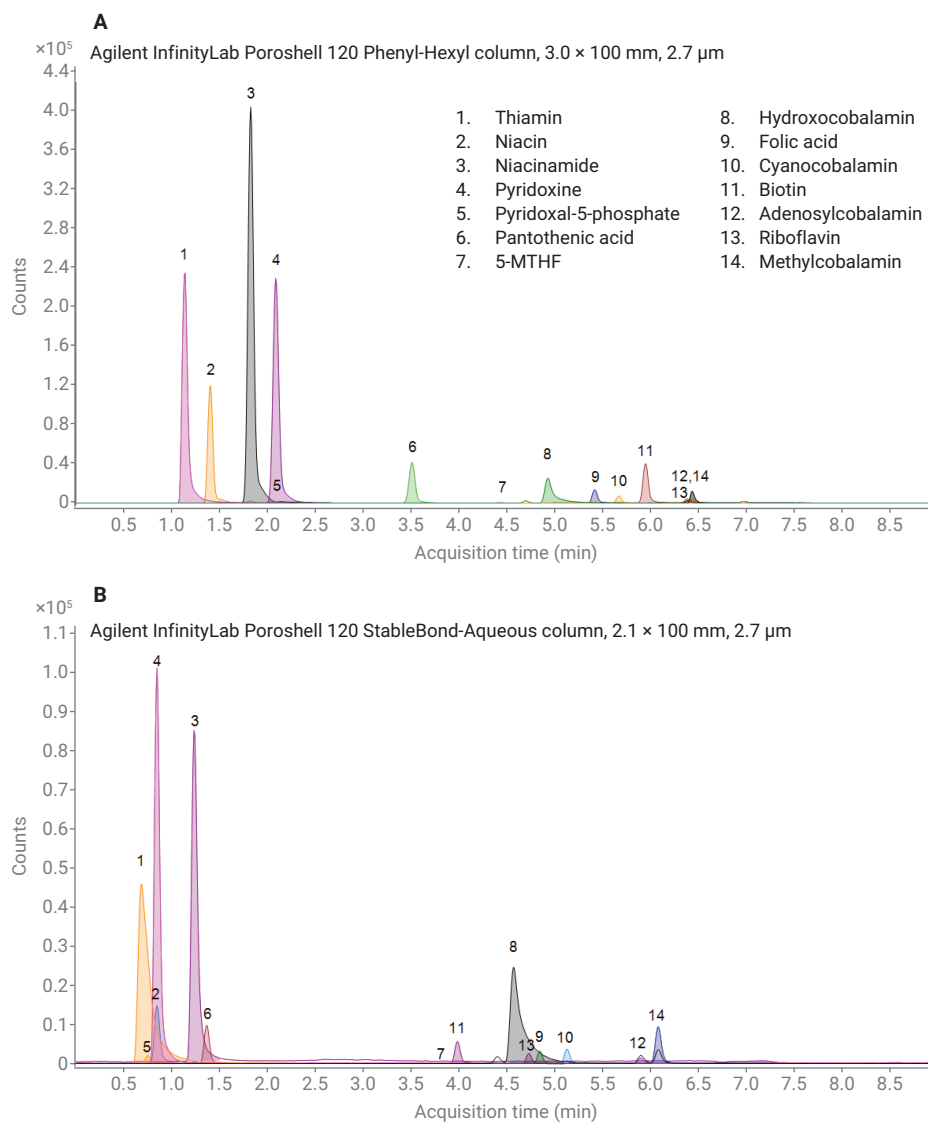 A
Agilent InfinityLab Poroshell 120 Phenyl-Hexyl column, 3.0 × 100 mm, 2.7 µm
×10⁵
4.4
4.0
3.6
3.2
2.8
2.4
2.0
1.6
1.2
0.8
0.4
0
Counts
1
2
3
4
5
6
7
8
9
10
11
12,14
13
1. Thiamin
2. Niacin
3. Niacinamide
4. Pyridoxine
5. Pyridoxal-5-phosphate
6. Pantothenic acid
7. 5-MTHF
8. Hydroxocobalamin
9. Folic acid
10. Cyanocobalamin
11. Biotin
12. Adenosylcobalamin
13. Riboflavin
14. Methylcobalamin
0.5 1.0 1.5 2.0 2.5 3.0 3.5 4.0 4.5 5.0 5.5 6.0 6.5 7.0 7.5 8.0 8.5
Acquisition time (min)
B
Agilent InfinityLab Poroshell 120 StableBond-Aqueous column, 2.1 × 100 mm, 2.7 µm
×10⁵
1.1
1.0
0.9
0.8
0.7
0.6
0.5
0.4
0.3
0.2
0.1
0
Counts
1
5
4
2
3
6
7
11
8
13
9
10
12
14
0.5 1.0 1.5 2.0 2.5 3.0 3.5 4.0 4.5 5.0 5.5 6.0 6.5 7.0 7.5 8.0 8.5
Acquisition time (min)